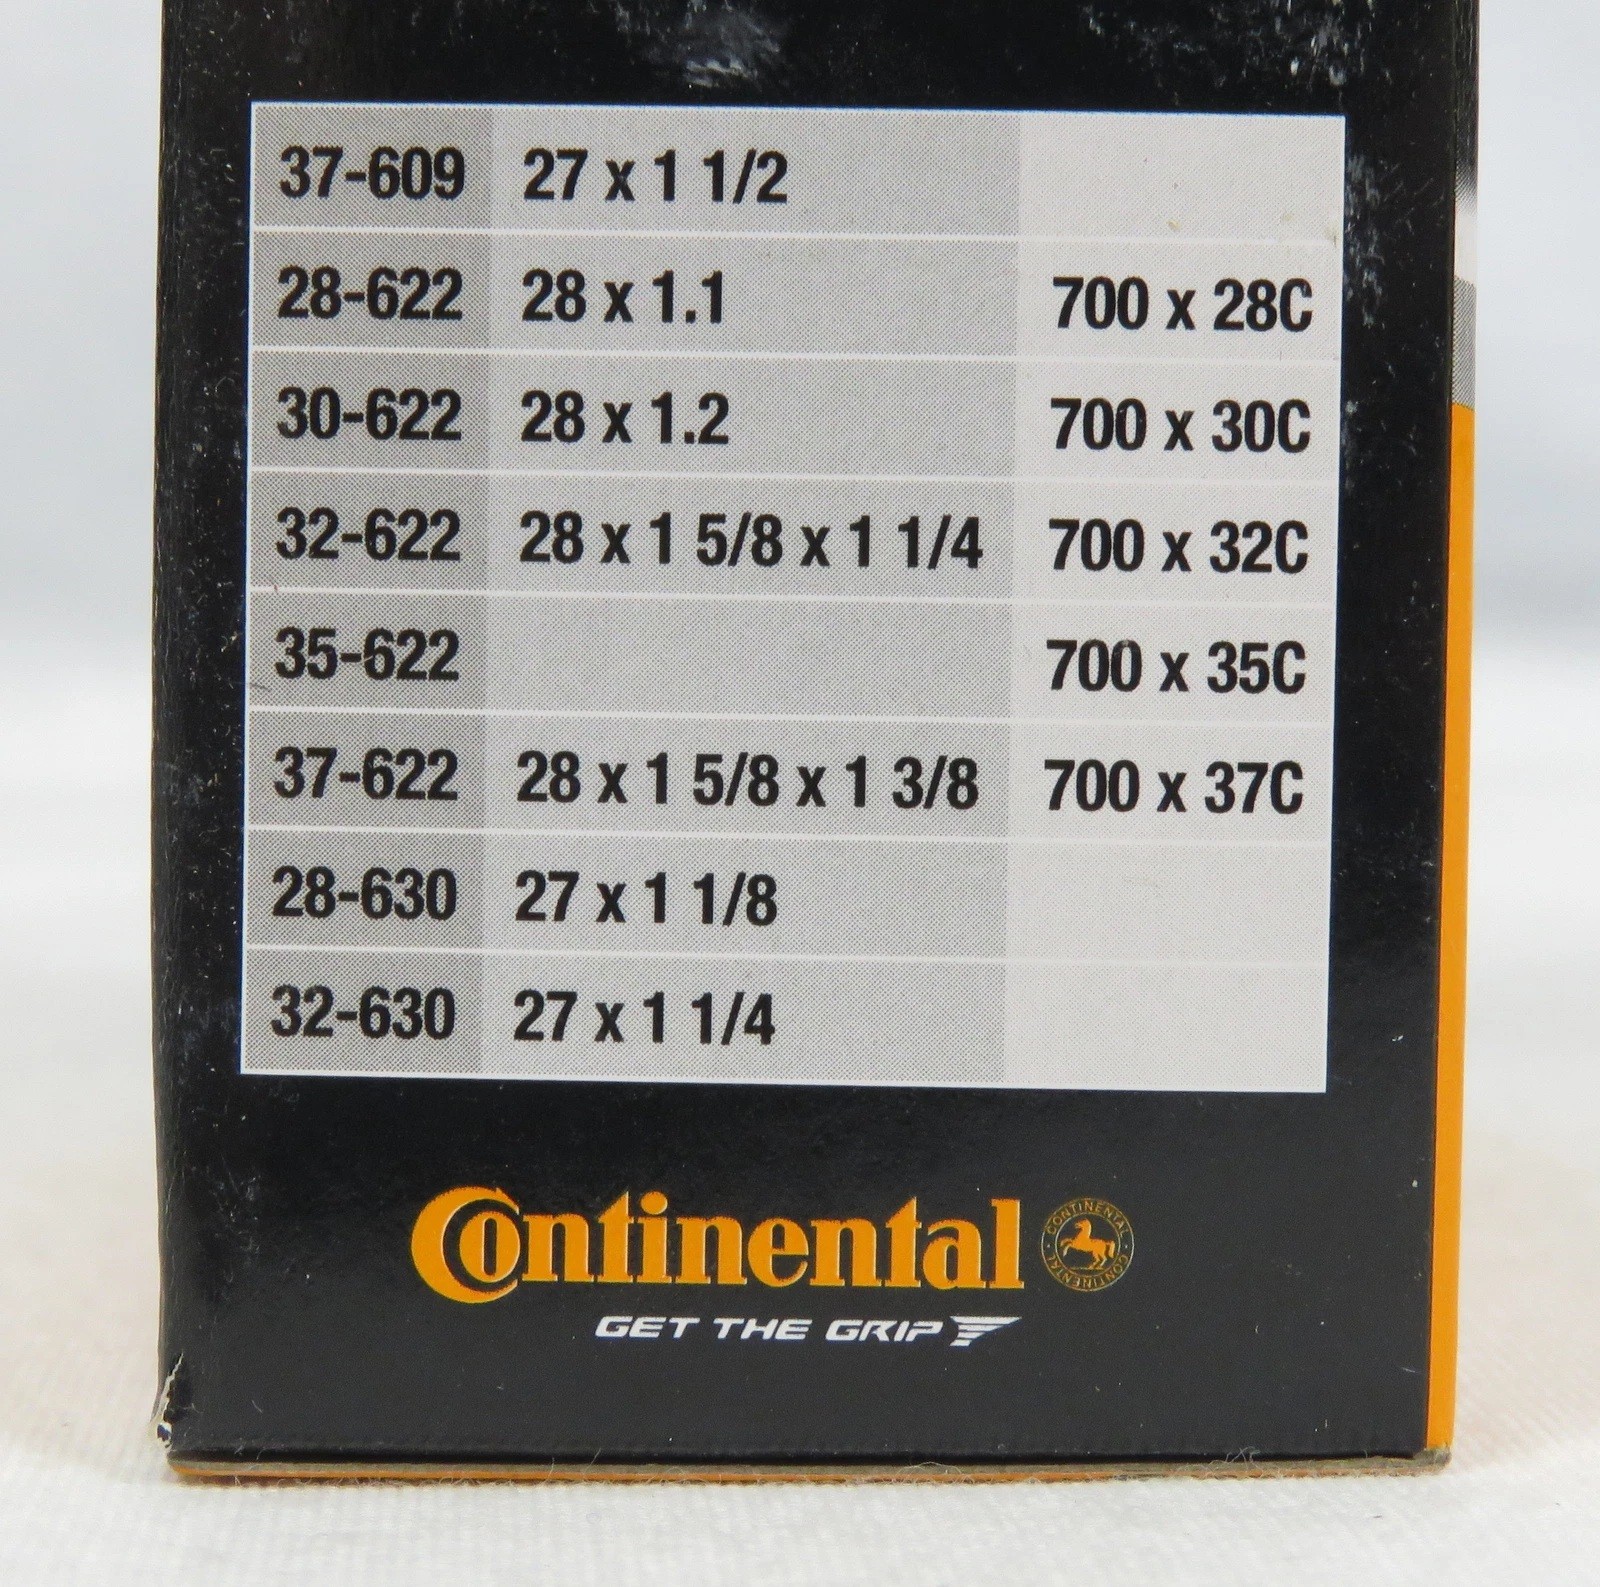 37-609 27 x 1 1/2
28-622 28 x 1.1 700 x 28C
30-622 28 x 1.2 700 x 30C
32-622 28 x 1 5/8 x 1 1/4 700 x 32C
35-622 700 x 35C
37-622 28 x 1 5/8 x 1 3/8 700 x 37C
28-630 27 x 1 1/8
32-630 27 x 1 1/4
Continental
CONTINENTAL · CONTINENTAL ·
GET THE GRIP